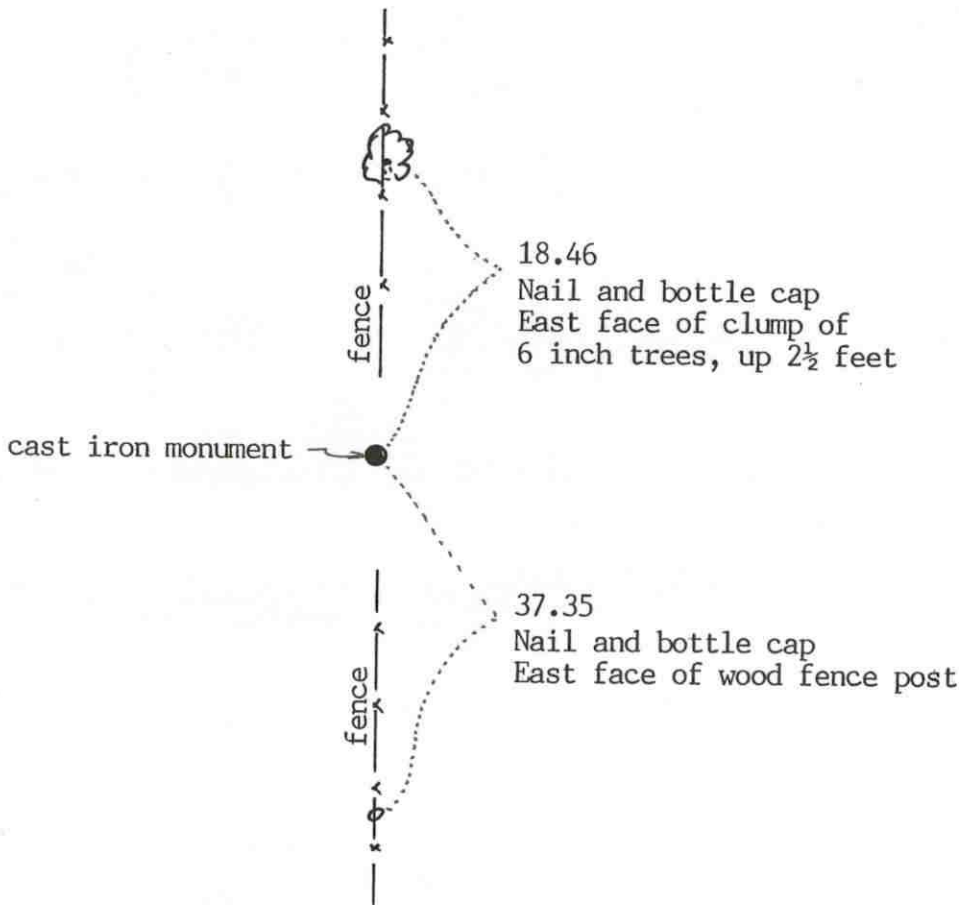 18.46
Nail and bottle cap
East face of clump of
6 inch trees, up 2½ feet
fence
cast iron monument
37.35
Nail and bottle cap
East face of wood fence post
fence